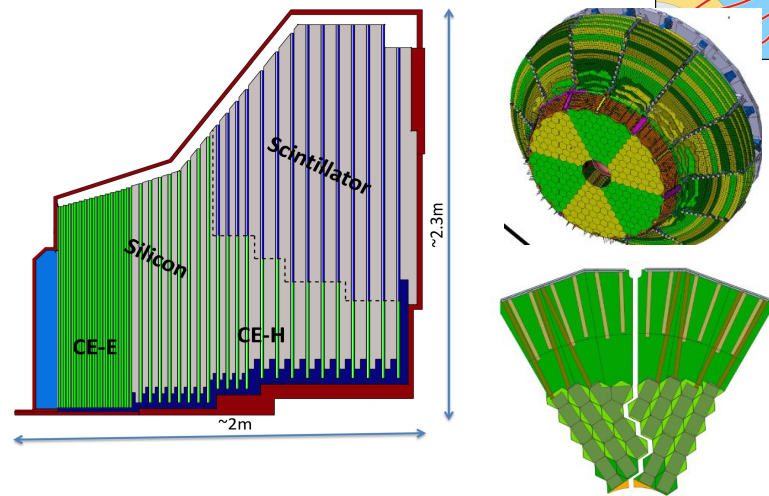 Scintillator
Silicon
CE-E
CE-H
~2.3m
~2m